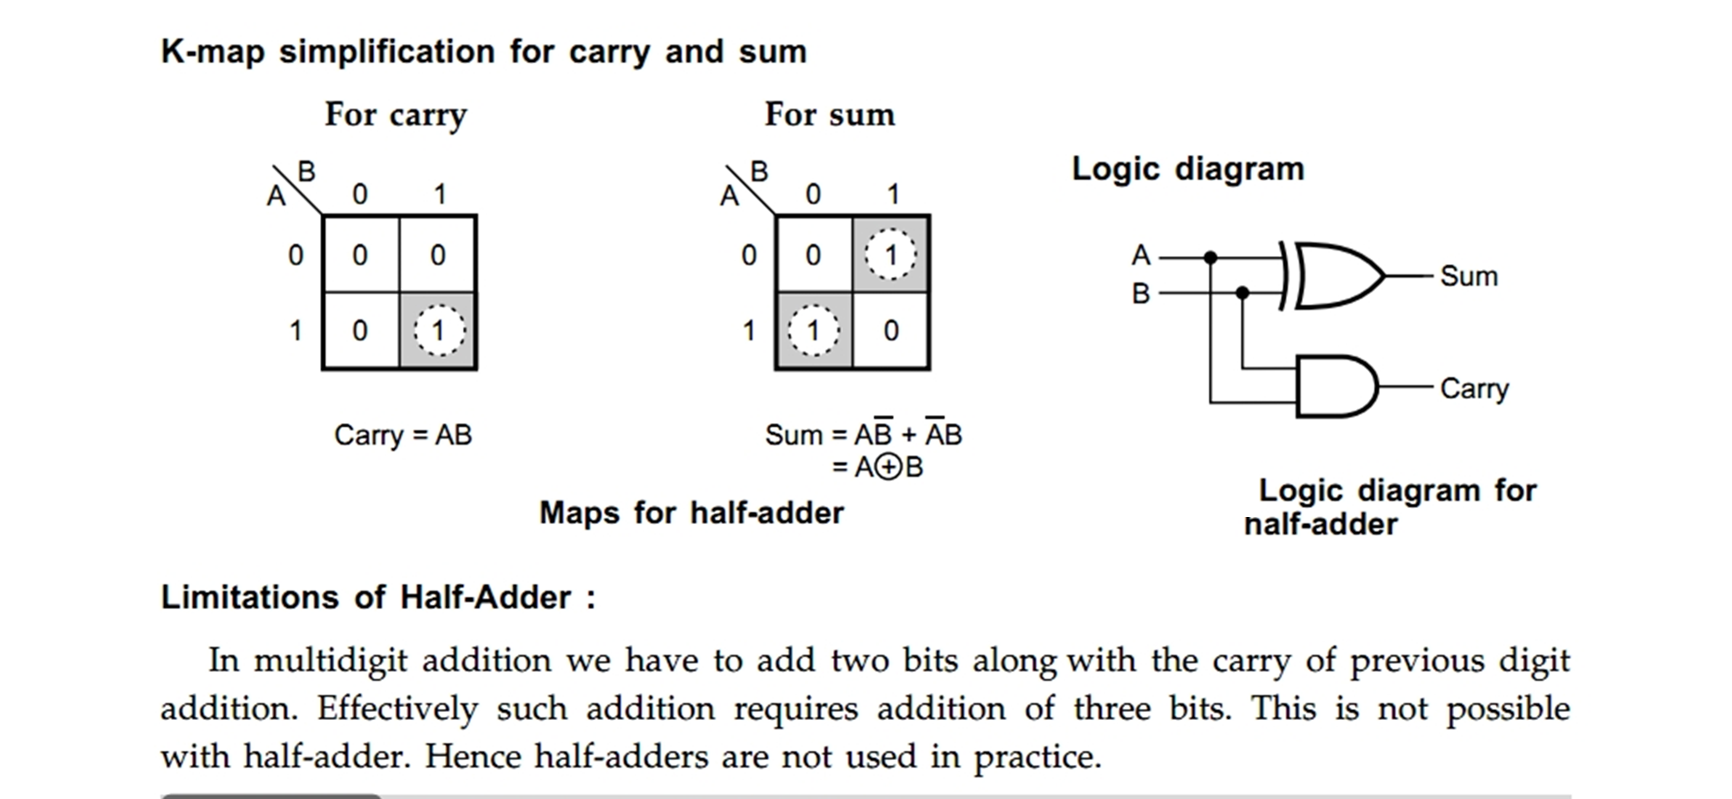 K-map simplification for carry and sum
For carry
B
A 0 1
0 0 0
1 0 1
Carry = AB
For sum
B
A 0 1
0 0 1
1 1 0
Sum = AB̅ + A̅B
= A⊕B
Maps for half-adder
Logic diagram
A
B
Sum
Carry
Logic diagram for
nalf-adder
Limitations of Half-Adder :
In multidigit addition we have to add two bits along with the carry of previous digit
addition. Effectively such addition requires addition of three bits. This is not possible
with half-adder. Hence half-adders are not used in practice.